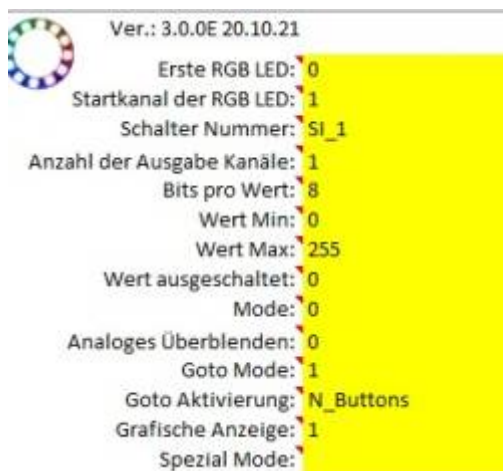 Ver.: 3.0.0E 20.10.21
Erste RGB LED: 0
Startkanal der RGB LED: 1
Schalter Nummer: SI_1
Anzahl der Ausgabe Kanäle: 1
Bits pro Wert: 8
Wert Min: 0
Wert Max: 255
Wert ausgeschaltet: 0
Mode: 0
Analoges Überblenden: 0
Goto Mode: 1
Goto Aktivierung: N_Buttons
Grafische Anzeige: 1
Spezial Mode: